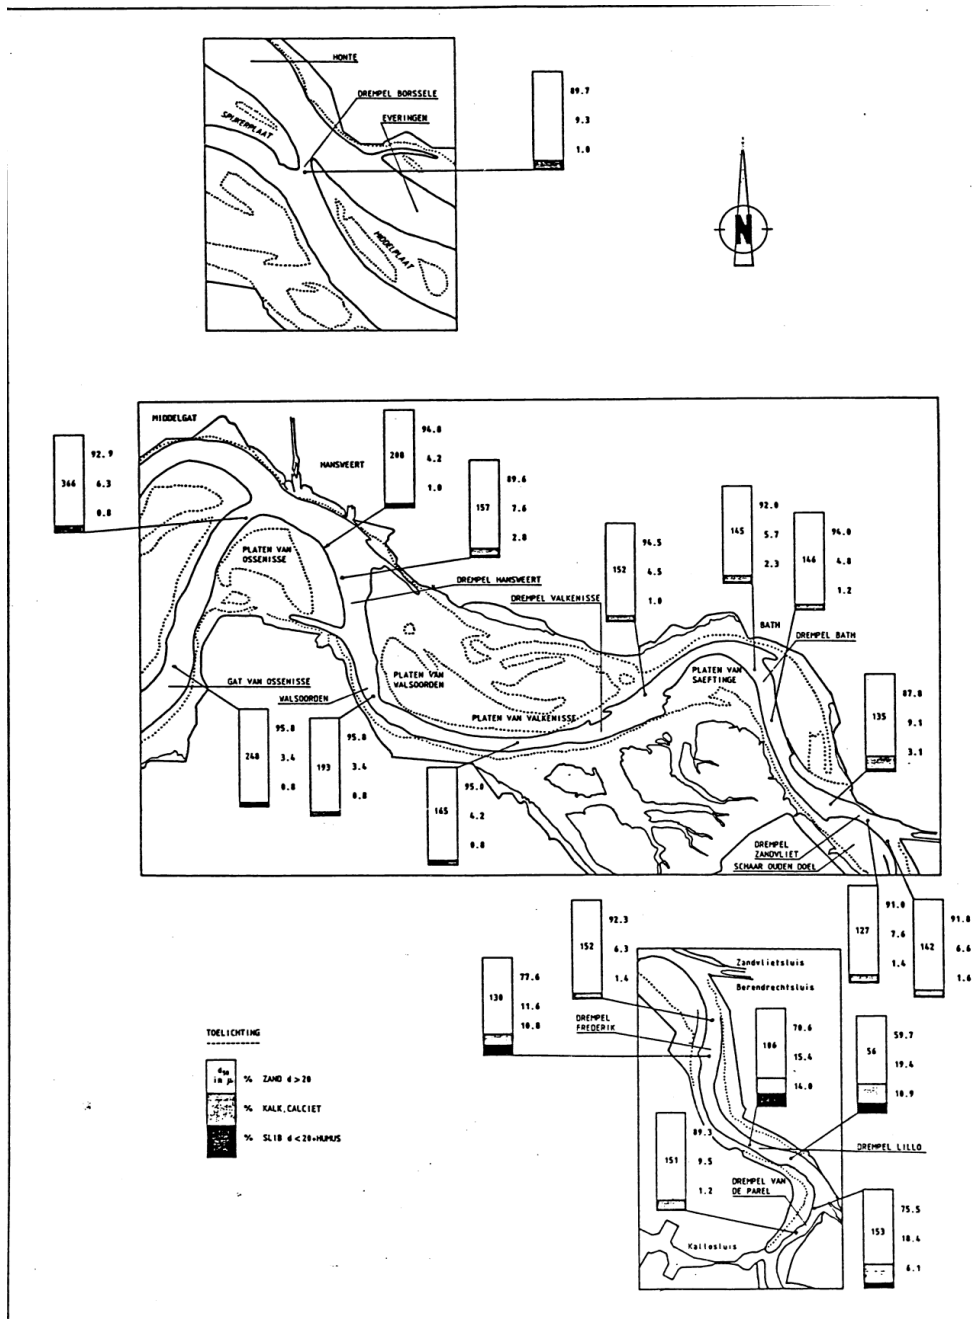 HONTE
DREMPEL BORSSELE
EVERINGEN
SPIJKERPLAAT
MIDDELPLAAT
89.7
9.3
1.0
N
MIDDELGAT
HANSWEERT
366
92.9
6.3
0.8
208
94.8
4.2
1.0
157
89.6
7.6
2.8
PLATEN VAN
OSSENISSE
DREMPEL HANSWEERT
DREMPEL VALKENISSE
152
94.5
4.5
1.0
145
92.0
5.7
2.3
146
94.0
4.8
1.2
BATH
DREMPEL BATH
PLATEN VAN
SAEFTINGE
PLATEN VAN
VALSOORDEN
GAT VAN OSSENISSE
VALSOORDEN
PLATEN VAN VALKENISSE
135
87.8
9.1
3.1
248
95.8
3.4
0.8
193
95.8
3.4
0.8
165
95.0
4.2
0.8
DREMPEL
ZANDVLIET
SCHAAR OUDEN DOEL
127
91.0
7.6
1.4
142
91.8
6.6
1.6
152
92.3
6.3
1.4
130
77.6
11.6
10.8
Zandvlietsluis
Berendrechtsluis
DREMPEL
FREDERIK
106
70.6
15.4
14.0
56
59.7
19.4
10.9
DREMPEL LILLO
151
89.3
9.5
1.2
DREMPEL VAN
DE PAREL
153
75.5
18.4
6.1
Kallosluis
TOELICHTING
d50
in µ
% ZAND d > 20
% KALK, CALCIET
% SLIB d < 20+HUMUS